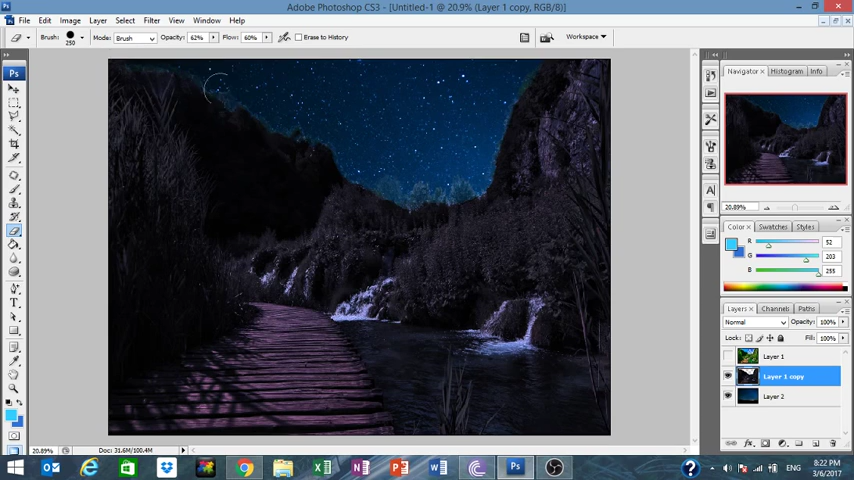 Adobe Photoshop CS3 - [Untitled-1 @ 20.9% (Layer 1 copy, RGB/8)]
File Edit Image Layer Select Filter View Window Help
Brush: 250 Mode: Brush Opacity: 62% Flow: 60% Erase to History Workspace
Ps
Navigator Histogram Info
20.89%
Color Swatches Styles
R 52
G 203
B 255
Layers Channels Paths
Normal Opacity: 100%
Lock: Fill: 100%
Layer 1
Layer 1 copy
Layer 2
20.89% Doc: 31.6M/100.4M
ENG 8:22 PM
3/6/2017